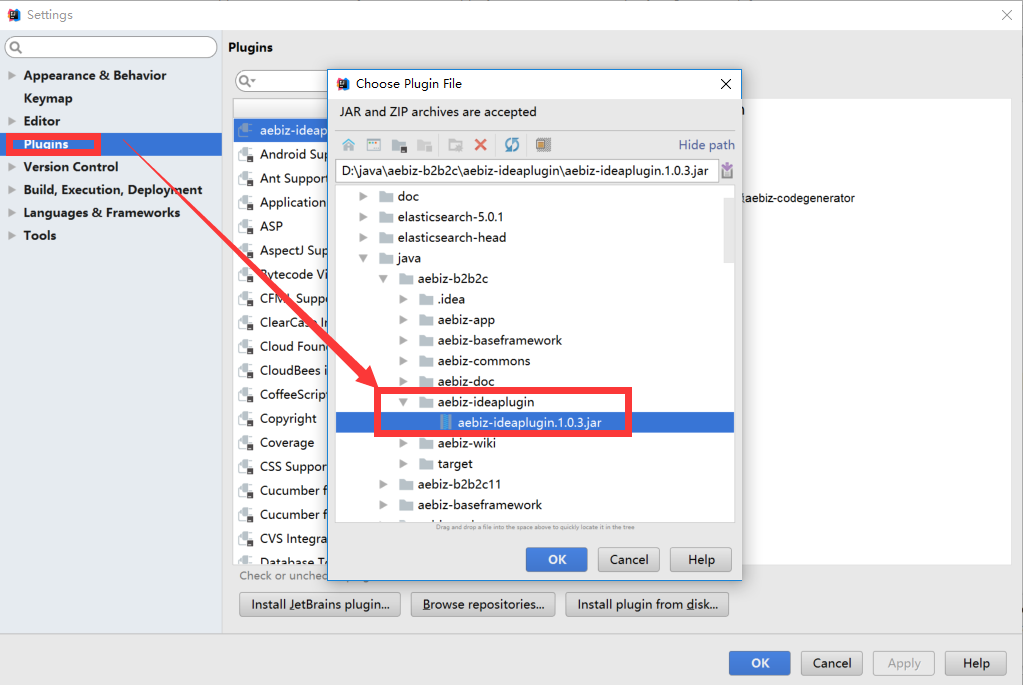 Settings
Plugins
Appearance & Behavior
Keymap
Editor
Plugins
Version Control
Build, Execution, Deployment
Languages & Frameworks
Tools
aebiz-ideap
Android Sup
Ant Support
Application
ASP
AspectJ Sup
Bytecode Vi
CFML Suppo
ClearCase In
Cloud Foun
CloudBees i
CoffeeScrip
Copyright
Coverage
CSS Suppor
Cucumber f
Cucumber f
CVS Integra
Database To
Check or unchec
Install JetBrains plugin...
Browse repositories...
Install plugin from disk...
\aebiz-codegenerator
Choose Plugin File
JAR and ZIP archives are accepted
Hide path
D:\java\aebiz-b2b2c\aebiz-ideaplugin\aebiz-ideaplugin.1.0.3.jar
doc
elasticsearch-5.0.1
elasticsearch-head
java
aebiz-b2b2c
.idea
aebiz-app
aebiz-baseframework
aebiz-commons
aebiz-doc
aebiz-ideaplugin
aebiz-ideaplugin.1.0.3.jar
aebiz-wiki
target
aebiz-b2b2c11
aebiz-baseframework
Drag and drop a file into the space above to quickly locate it in the tree
OK
Cancel
Help
OK
Cancel
Apply
Help